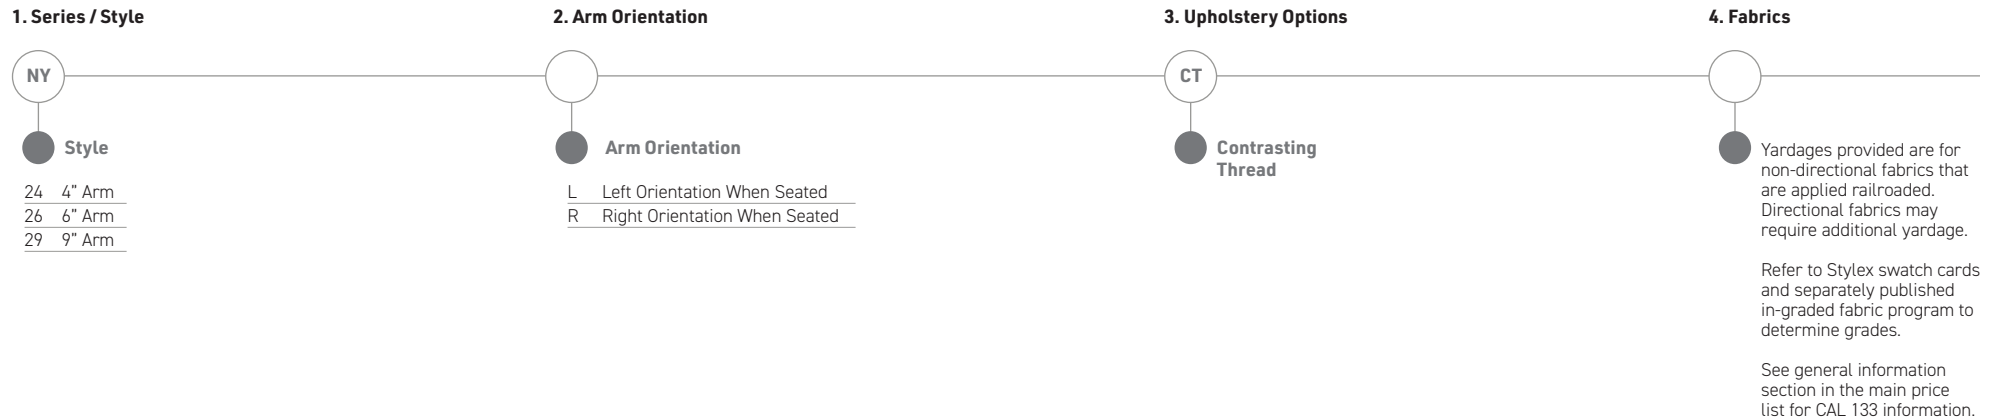 1. Series / Style
NY
Style
24 4" Arm
26 6" Arm
29 9" Arm
2. Arm Orientation
Arm Orientation
L Left Orientation When Seated
R Right Orientation When Seated
3. Upholstery Options
CT
Contrasting
Thread
4. Fabrics
Yardages provided are for
non-directional fabrics that
are applied railroaded.
Directional fabrics may
require additional yardage.
Refer to Stylex swatch cards
and separately published
in-graded fabric program to
determine grades.
See general information
section in the main price
list for CAL 133 information.